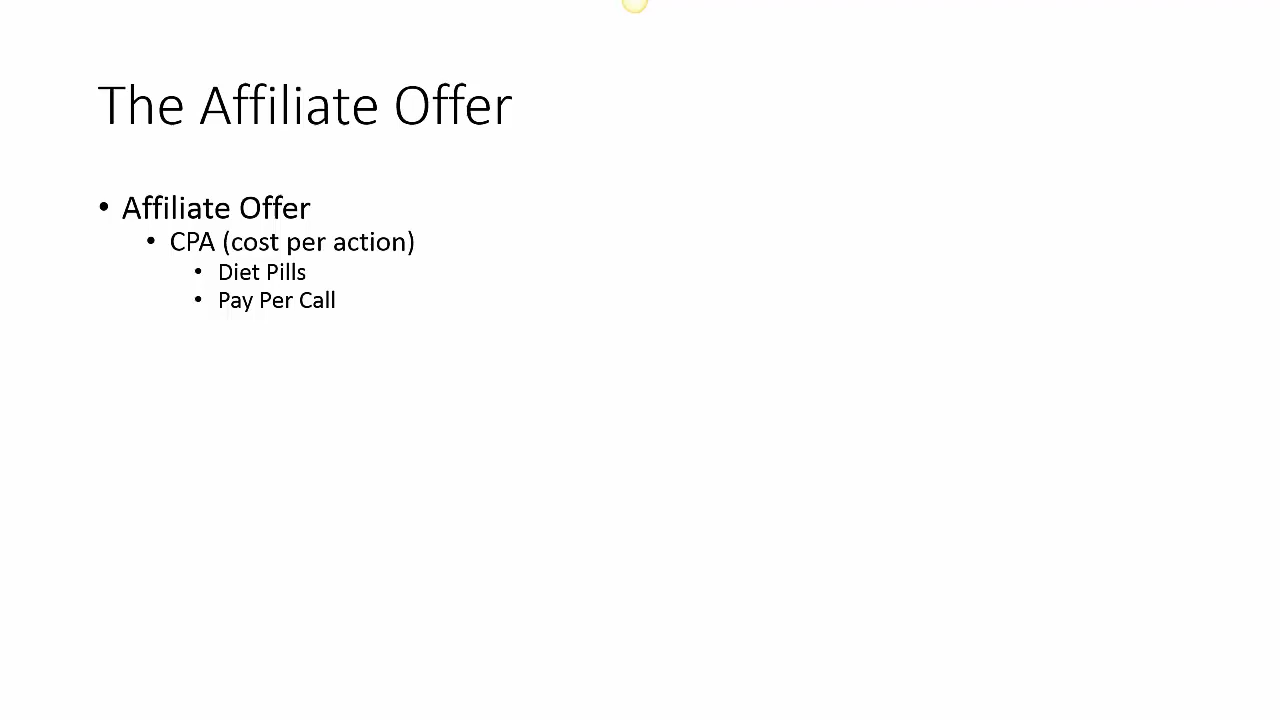 The Affiliate Offer
• Affiliate Offer
• CPA (cost per action)
• Diet Pills
• Pay Per Call